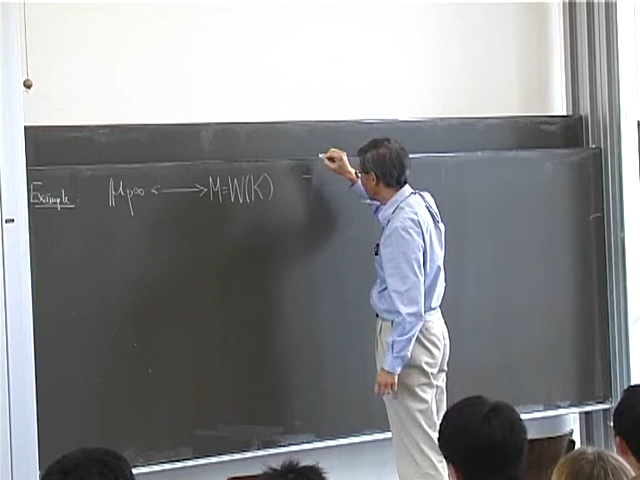 Example. μp∞ <—> M=W(K)